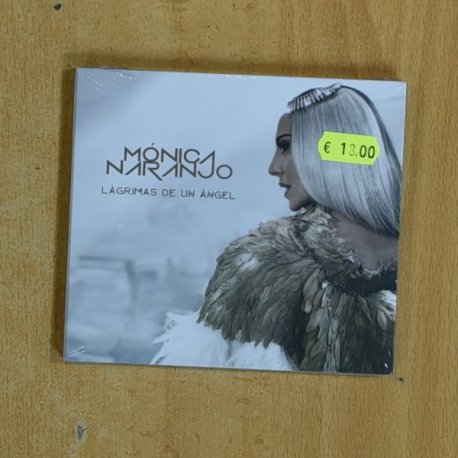 MÓNICA
NARANJO
LÁGRIMAS DE UN ÁNGEL
€ 18.00